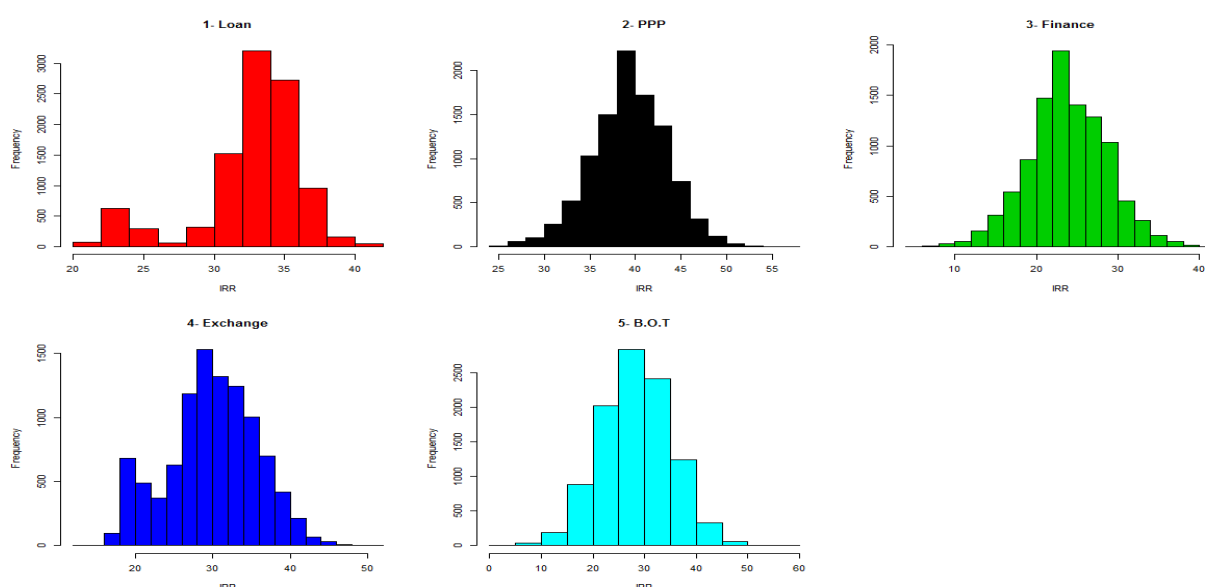 1- Loan
2- PPP
3- Finance
Frequency
0 500 1000 1500 2000 2500 3000
20 25 30 35 40
IRR
Frequency
0 500 1000 1500 2000
25 30 35 40 45 50 55
IRR
Frequency
0 500 1000 1500 2000
10 20 30 40
IRR
4- Exchange
5- B.O.T
Frequency
0 500 1000 1500
20 30 40 50
IRR
Frequency
0 500 1000 1500 2000 2500
0 10 20 30 40 50 60
IRR